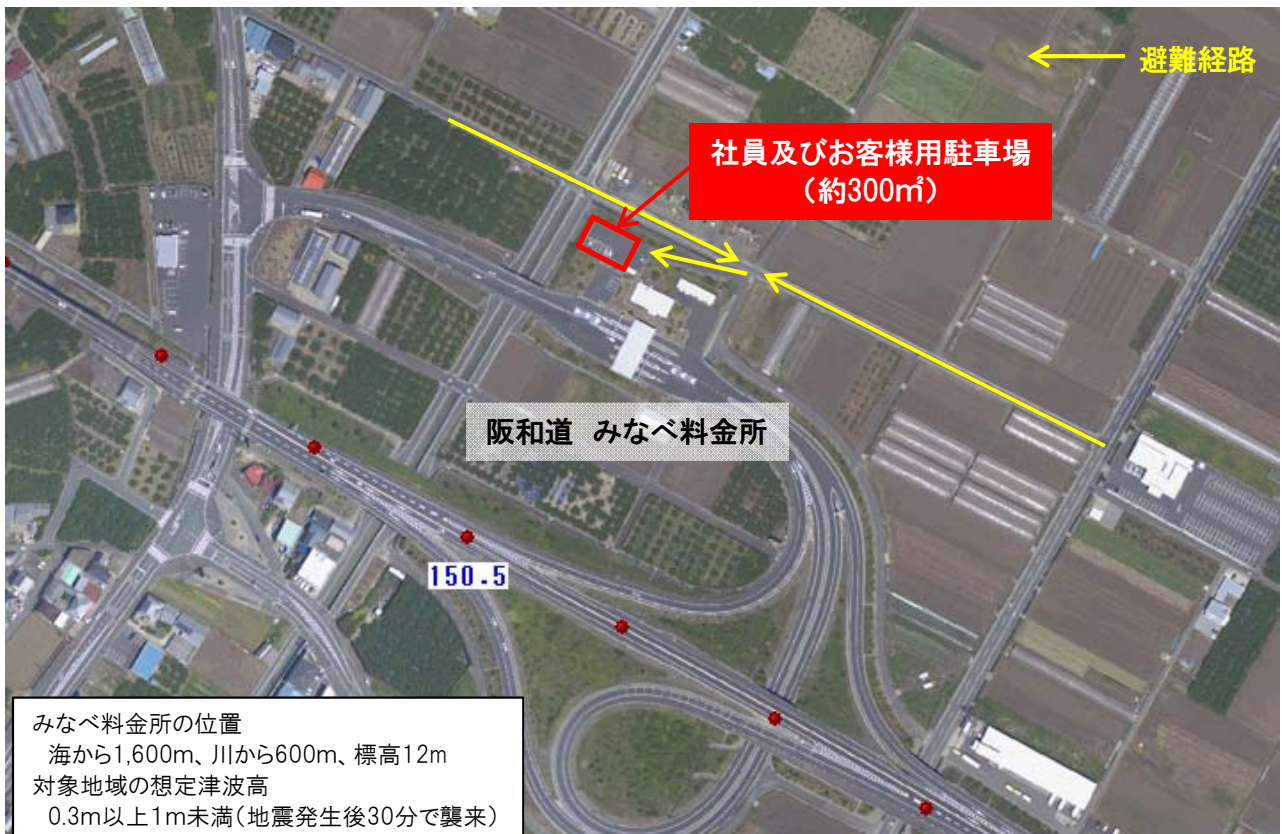 避難経路
社員及びお客様用駐車場
(約300㎡)
阪和道 みなべ料金所
150.5
みなべ料金所の位置
海から1,600m、川から600m、標高12m
対象地域の想定津波高
0.3m以上1m未満(地震発生後30分で襲来)